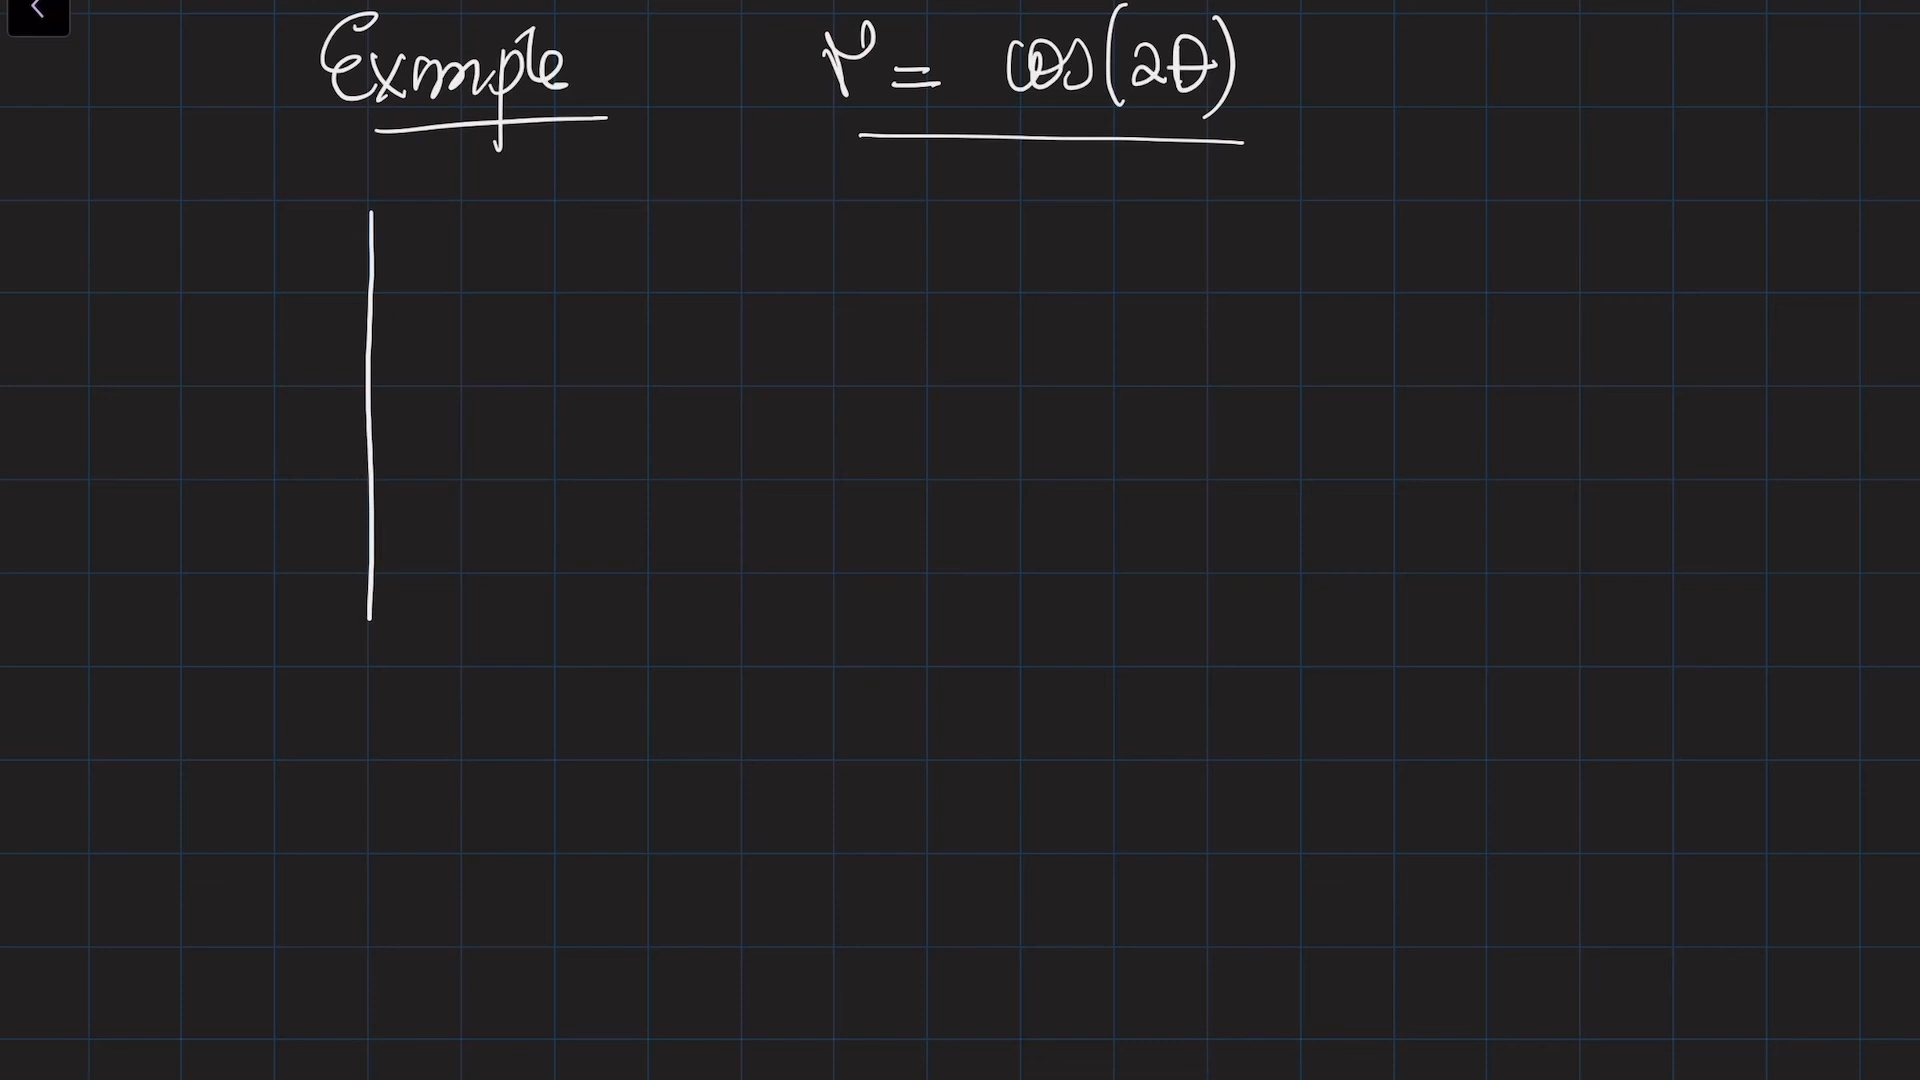 Example r = cos(2θ)